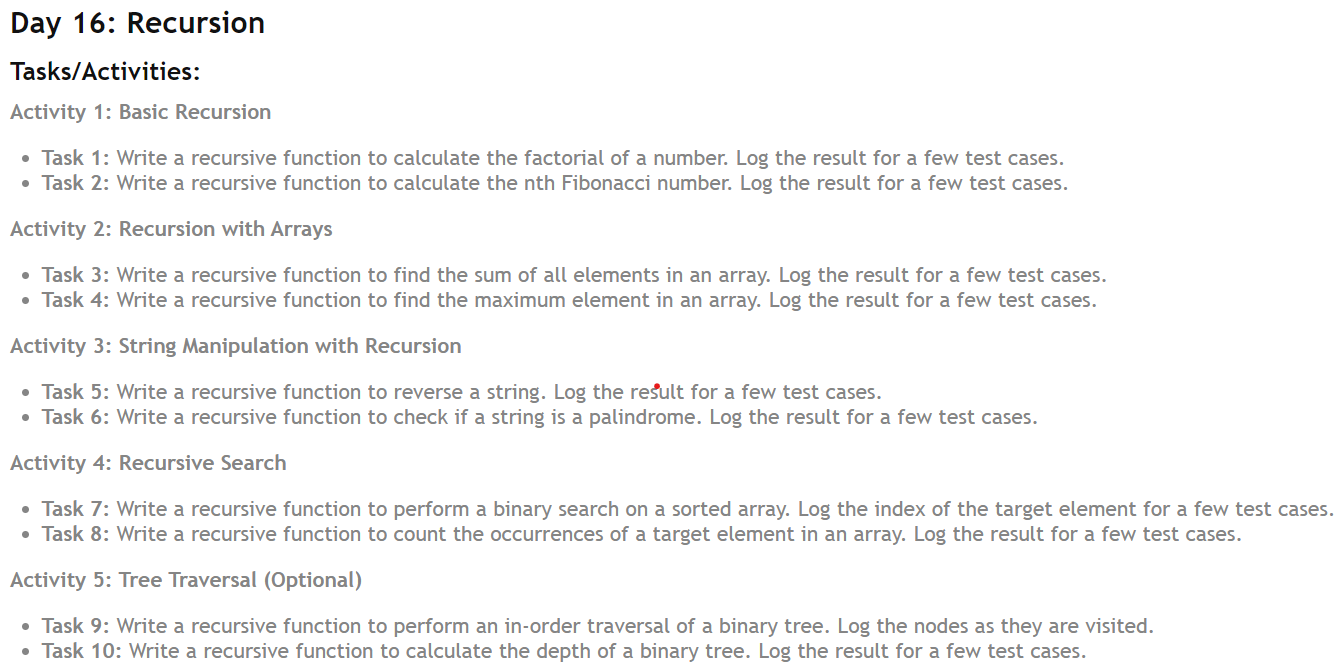 Day 16: Recursion
Tasks/Activities:
Activity 1: Basic Recursion
• Task 1: Write a recursive function to calculate the factorial of a number. Log the result for a few test cases.
• Task 2: Write a recursive function to calculate the nth Fibonacci number. Log the result for a few test cases.
Activity 2: Recursion with Arrays
• Task 3: Write a recursive function to find the sum of all elements in an array. Log the result for a few test cases.
• Task 4: Write a recursive function to find the maximum element in an array. Log the result for a few test cases.
Activity 3: String Manipulation with Recursion
• Task 5: Write a recursive function to reverse a string. Log the result for a few test cases.
• Task 6: Write a recursive function to check if a string is a palindrome. Log the result for a few test cases.
Activity 4: Recursive Search
• Task 7: Write a recursive function to perform a binary search on a sorted array. Log the index of the target element for a few test cases.
• Task 8: Write a recursive function to count the occurrences of a target element in an array. Log the result for a few test cases.
Activity 5: Tree Traversal (Optional)
• Task 9: Write a recursive function to perform an in-order traversal of a binary tree. Log the nodes as they are visited.
• Task 10: Write a recursive function to calculate the depth of a binary tree. Log the result for a few test cases.